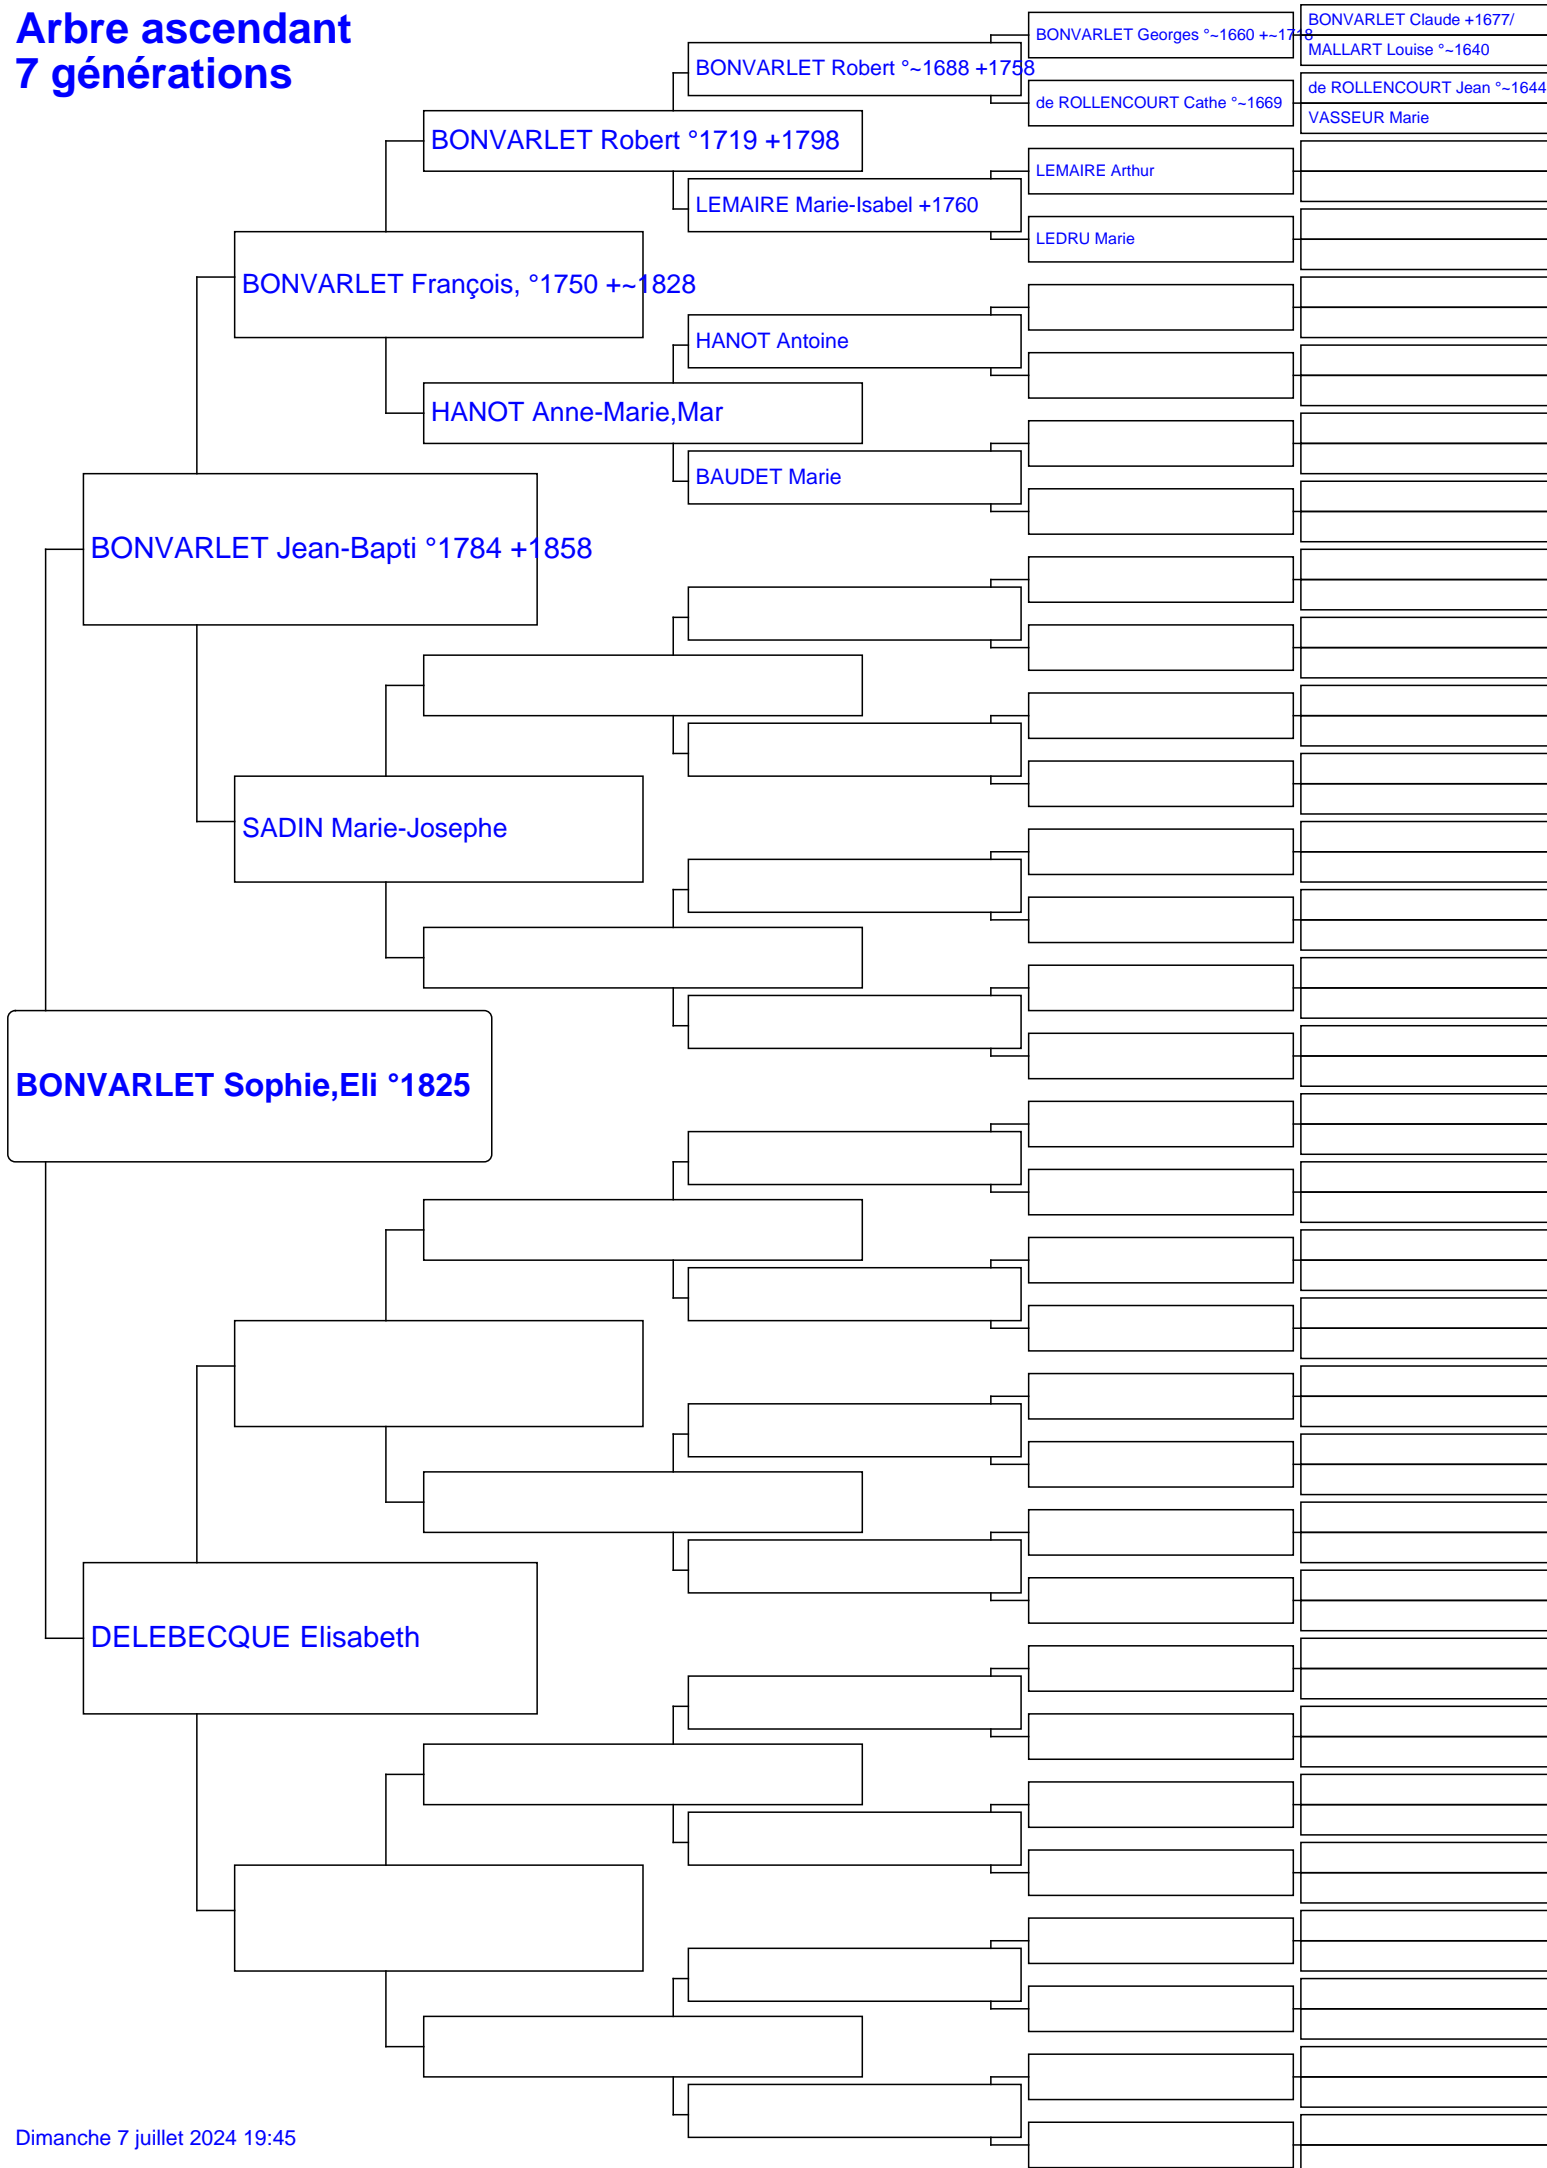 Arbre ascendant
7 générations
BONVARLET Claude +1677/
BONVARLET Georges °~1660 +~1718
MALLART Louise °~1640
BONVARLET Robert °~1688 +1758
de ROLLENCOURT Jean °~1644
de ROLLENCOURT Cathe °~1669
VASSEUR Marie
BONVARLET Robert °1719 +1798
LEMAIRE Arthur
LEMAIRE Marie-Isabel +1760
LEDRU Marie
BONVARLET François, °1750 +~1828
HANOT Antoine
HANOT Anne-Marie,Mar
BAUDET Marie
BONVARLET Jean-Bapti °1784 +1858
SADIN Marie-Josephe
BONVARLET Sophie,Eli °1825
DELEBECQUE Elisabeth
Dimanche 7 juillet 2024 19:45